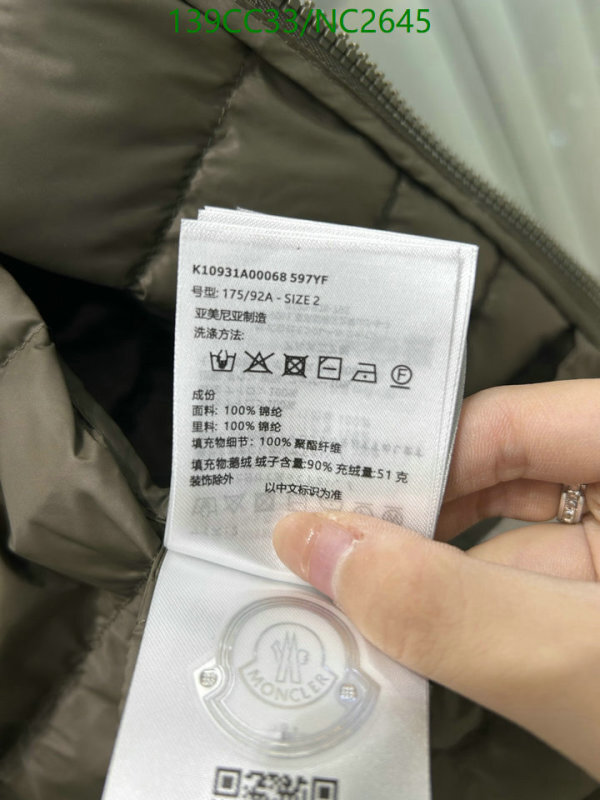 139CC33/NC2645
K10931A00068 597YF
号型: 175/92A - SIZE 2
亚美尼亚制造
洗涤方法:
成份
面料: 100% 锦纶
里料: 100% 锦纶
填充物细节: 100% 聚酯纤维
填充物:鹅绒 绒子含量:90% 充绒量:51 克
装饰除外
以中文标识为准
MONCLER